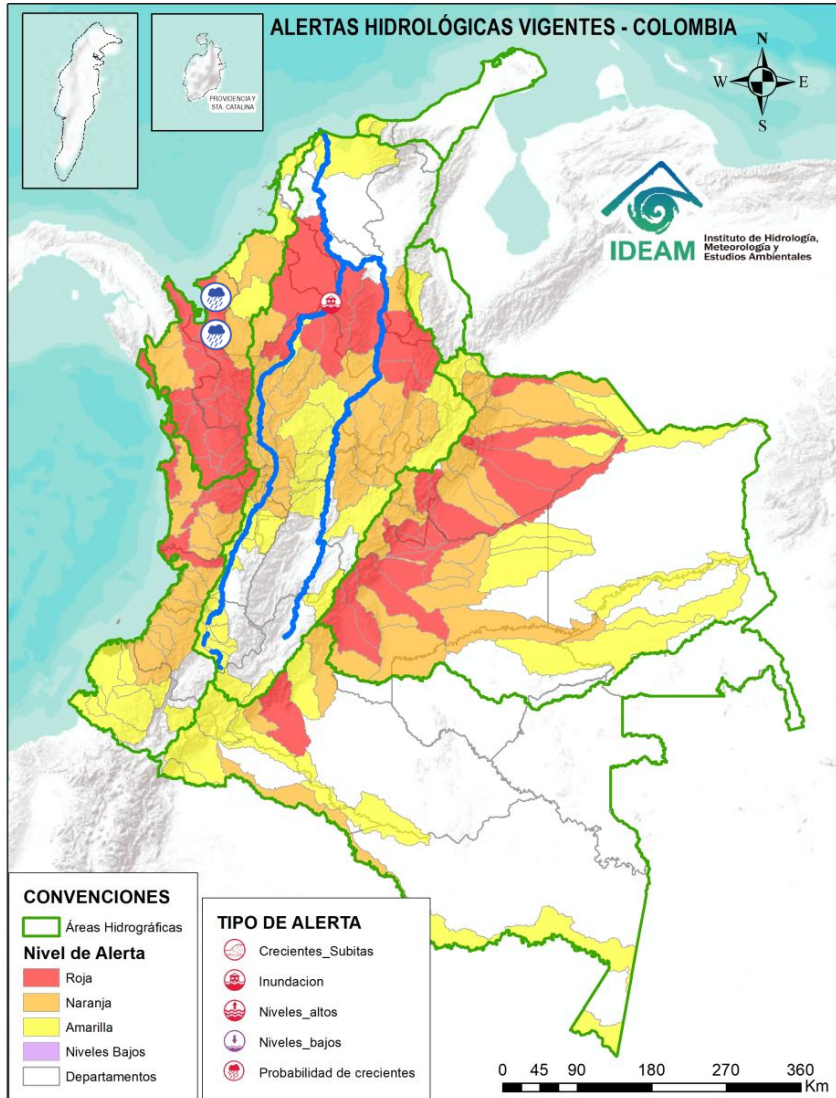 ALERTAS HIDROLÓGICAS VIGENTES - COLOMBIA
PROVIDENCIA Y
STA. CATALINA
N
W
E
S
IDEAM
Instituto de Hidrología,
Meteorología y
Estudios Ambientales
CONVENCIONES
Áreas Hidrográficas
Nivel de Alerta
Roja
Naranja
Amarilla
Niveles Bajos
Departamentos
TIPO DE ALERTA
Crecientes_Subitas
Inundacion
Niveles_altos
Niveles_bajos
Probabilidad de crecientes
0 45 90 180 270 360
Km